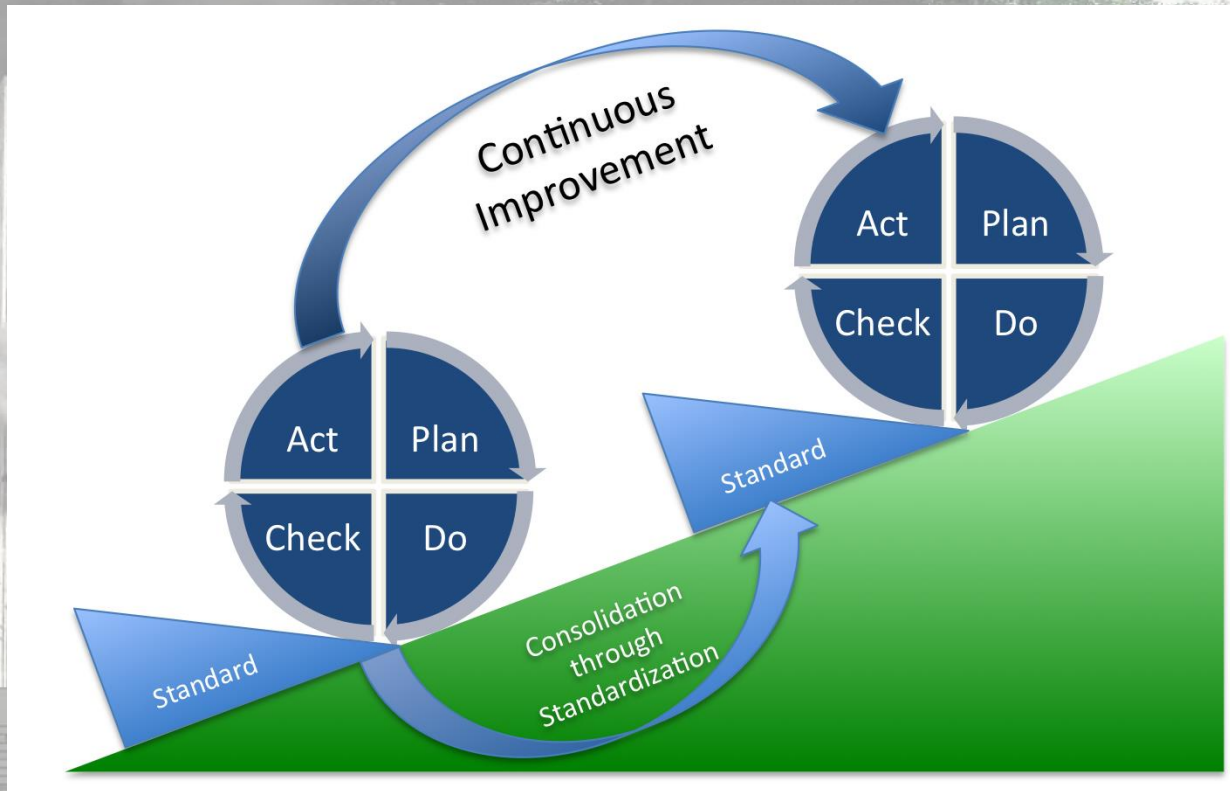 Continuous
Improvement
Act
Plan
Check
Do
Act
Plan
Check
Do
Standard
Standard
Consolidation
through
Standardization